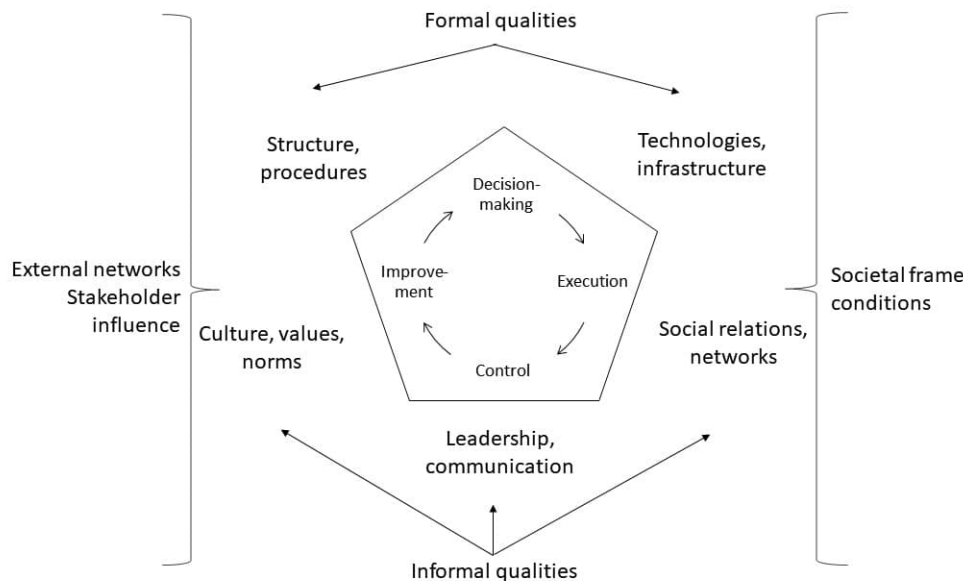 Formal qualities
Structure,
procedures
Technologies,
infrastructure
Decision-
making
External networks
Stakeholder
influence
Improve-
ment
Execution
Societal frame
conditions
Culture, values,
norms
Social relations,
networks
Control
Leadership,
communication
Informal qualities